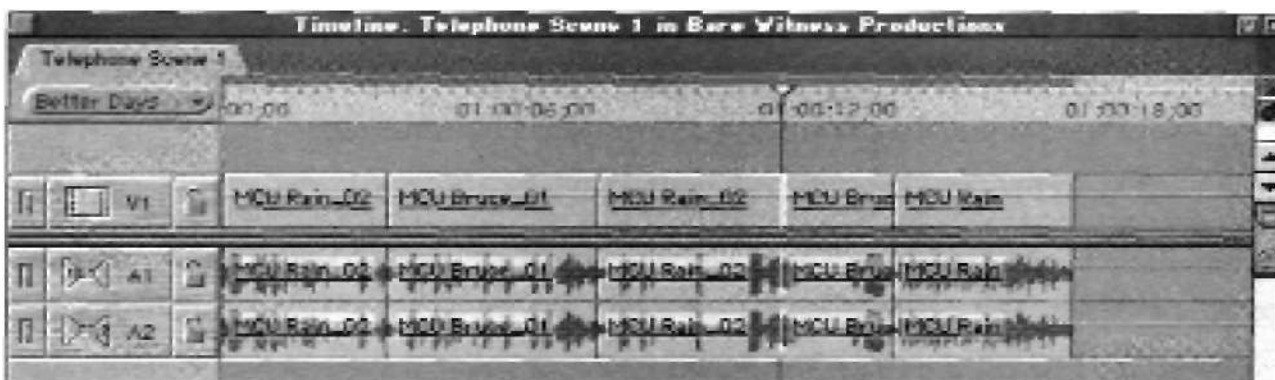 Timeline: Telephone Scene 1 in Bare Witness Productions
Telephone Scene 1
Better Days
00;00 01:00:06;00 01:00:12;00 01:00:18;00
V1 MCU Rain_02 MCU Bruce_01 MCU Rain_02 MCU Bruc MCU Rain
A1 MCU Rain_02 MCU Bruce_01 MCU Rain_02 MCU Bruc MCU Rain
A2 MCU Rain_02 MCU Bruce_01 MCU Rain_02 MCU Bruc MCU Rain